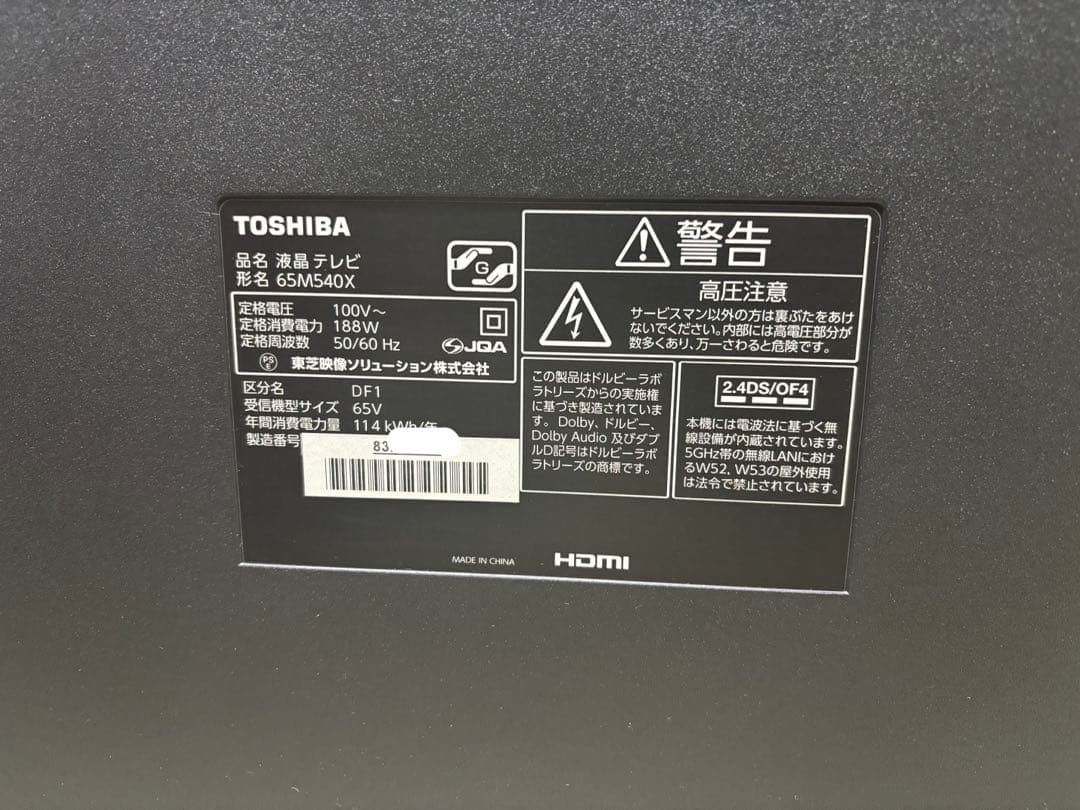 TOSHIBA
品名 液晶テレビ
形名 65M540X
G
定格電圧 100V～
定格消費電力 188W
定格周波数 50/60 Hz
JQA
PS
E
東芝映像ソリューション株式会社
区分名 DF1
受信機型サイズ 65V
年間消費電力量 114 kWh/年
製造番号
83
MADE IN CHINA
HDMI
警告
高圧注意
サービスマン以外の方は裏ぶたをあけ
ないでください。内部には高電圧部分が
数多くあり、万一さわると危険です。
この製品はドルビーラボ
ラトリーズからの実施権
に基づき製造されていま
す。Dolby、ドルビー、
Dolby Audio 及びダブ
ルD記号はドルビーラボ
ラトリーズの商標です。
2.4DS/OF4
本機には電波法に基づく無
線設備が内蔵されています。
5GHz帯の無線LANにおけ
るW52、W53の屋外使用
は法令で禁止されています。